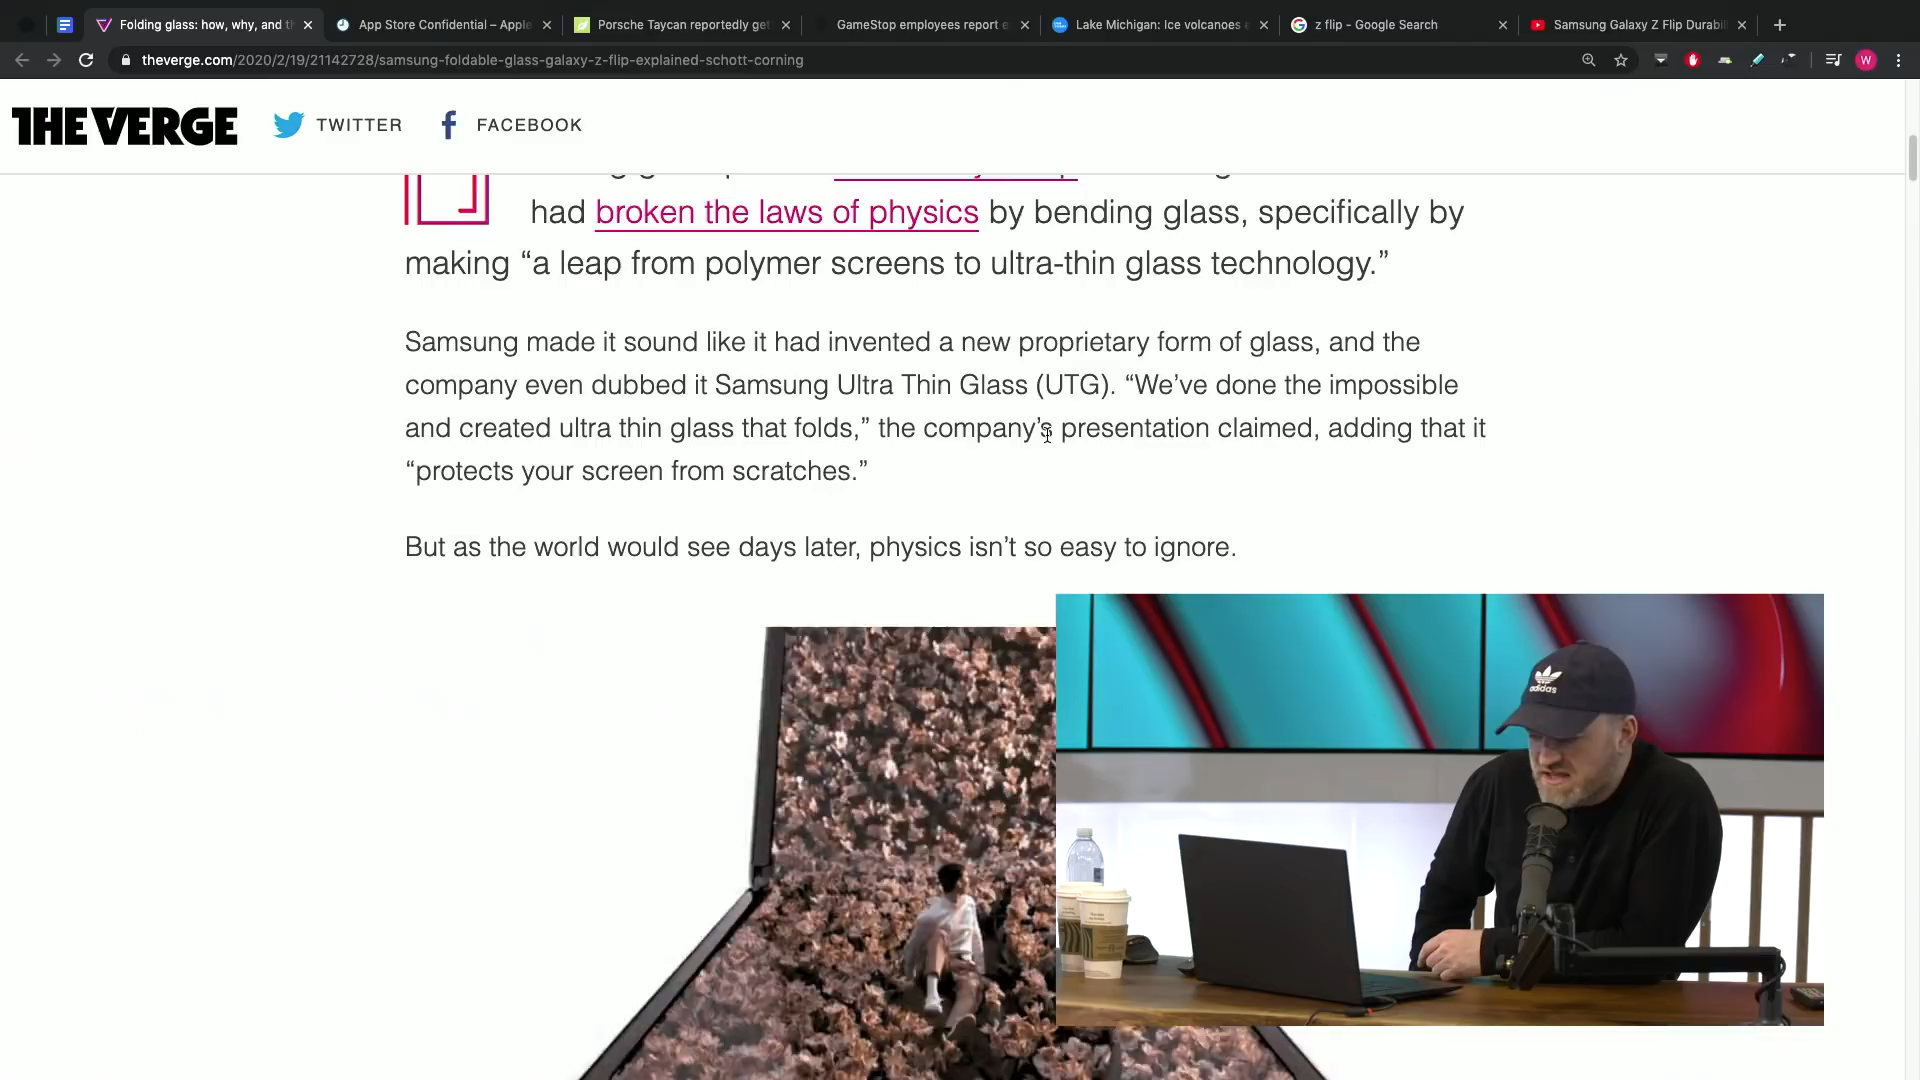 Folding glass: how, why, and t
App Store Confidential – Apple
Porsche Taycan reportedly get
GameStop employees report e
Lake Michigan: Ice volcanoes e
z flip - Google Search
Samsung Galaxy Z Flip Durabil
theverge.com/2020/2/19/21142728/samsung-foldable-glass-galaxy-z-flip-explained-schott-corning
W
THE VERGE
TWITTER
FACEBOOK
had broken the laws of physics by bending glass, specifically by
making “a leap from polymer screens to ultra-thin glass technology.”
Samsung made it sound like it had invented a new proprietary form of glass, and the
company even dubbed it Samsung Ultra Thin Glass (UTG). “We’ve done the impossible
and created ultra thin glass that folds,” the company’s presentation claimed, adding that it
“protects your screen from scratches.”
But as the world would see days later, physics isn’t so easy to ignore.
adidas